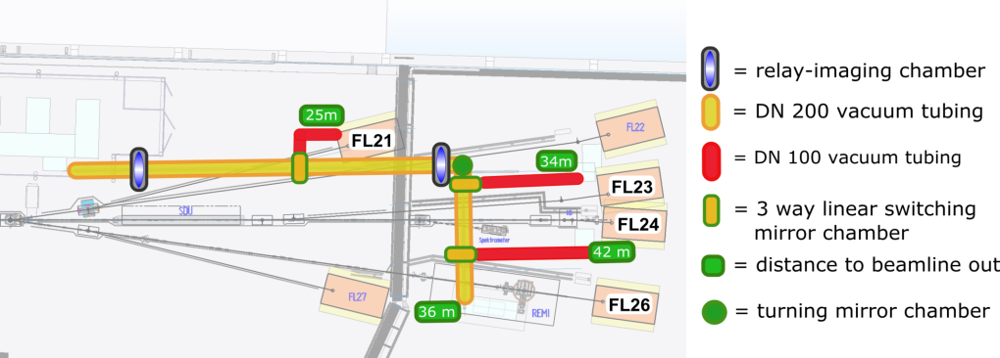 25m
FL21
FL22
34m
FL23
SDU
FL24
Spektrometer
42 m
FL27
FL26
36 m
REMI
= relay-imaging chamber
= DN 200 vacuum tubing
= DN 100 vacuum tubing
= 3 way linear switching
mirror chamber
= distance to beamline out
= turning mirror chamber